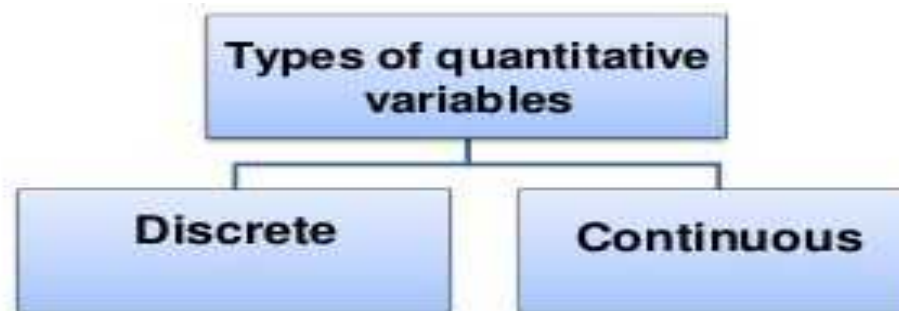 Types of quantitative
variables
Discrete
Continuous